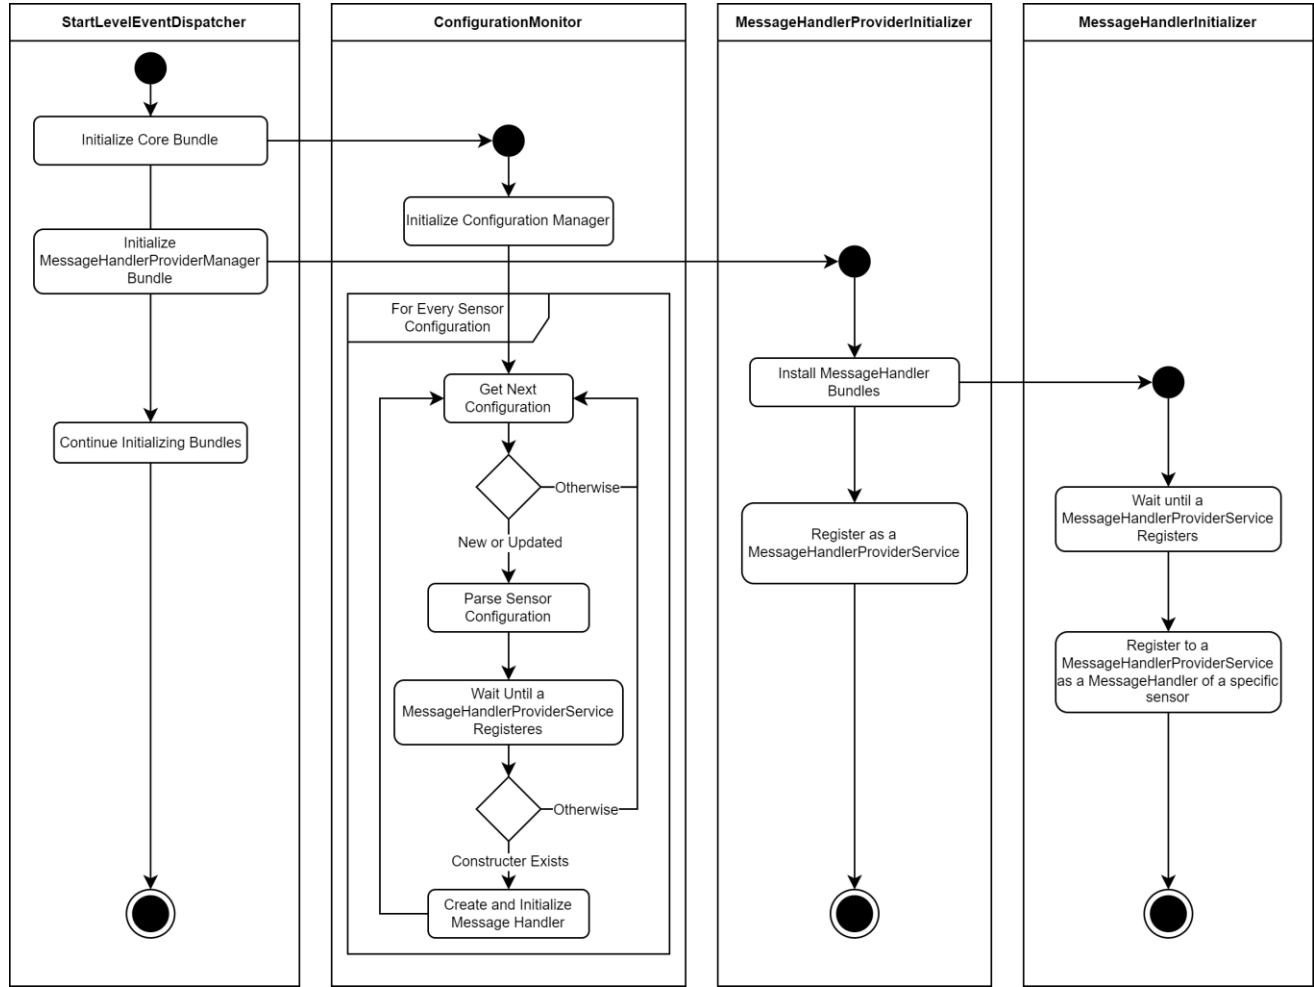 StartLevelEventDispatcher
Initialize Core Bundle
Initialize
MessageHandlerProviderManager
Bundle
Continue Initializing Bundles
ConfigurationMonitor
Initialize Configuration Manager
For Every Sensor
Configuration
Get Next
Configuration
Otherwise
New or Updated
Parse Sensor
Configuration
Wait Until a
MessageHandlerProviderService
Registeres
Otherwise
Constructer Exists
Create and Initialize
Message Handler
MessageHandlerProviderInitializer
Install MessageHandler
Bundles
Register as a
MessageHandlerProviderService
MessageHandlerInitializer
Wait until a
MessageHandlerProviderService
Registers
Register to a
MessageHandlerProviderService
as a MessageHandler of a specific
sensor